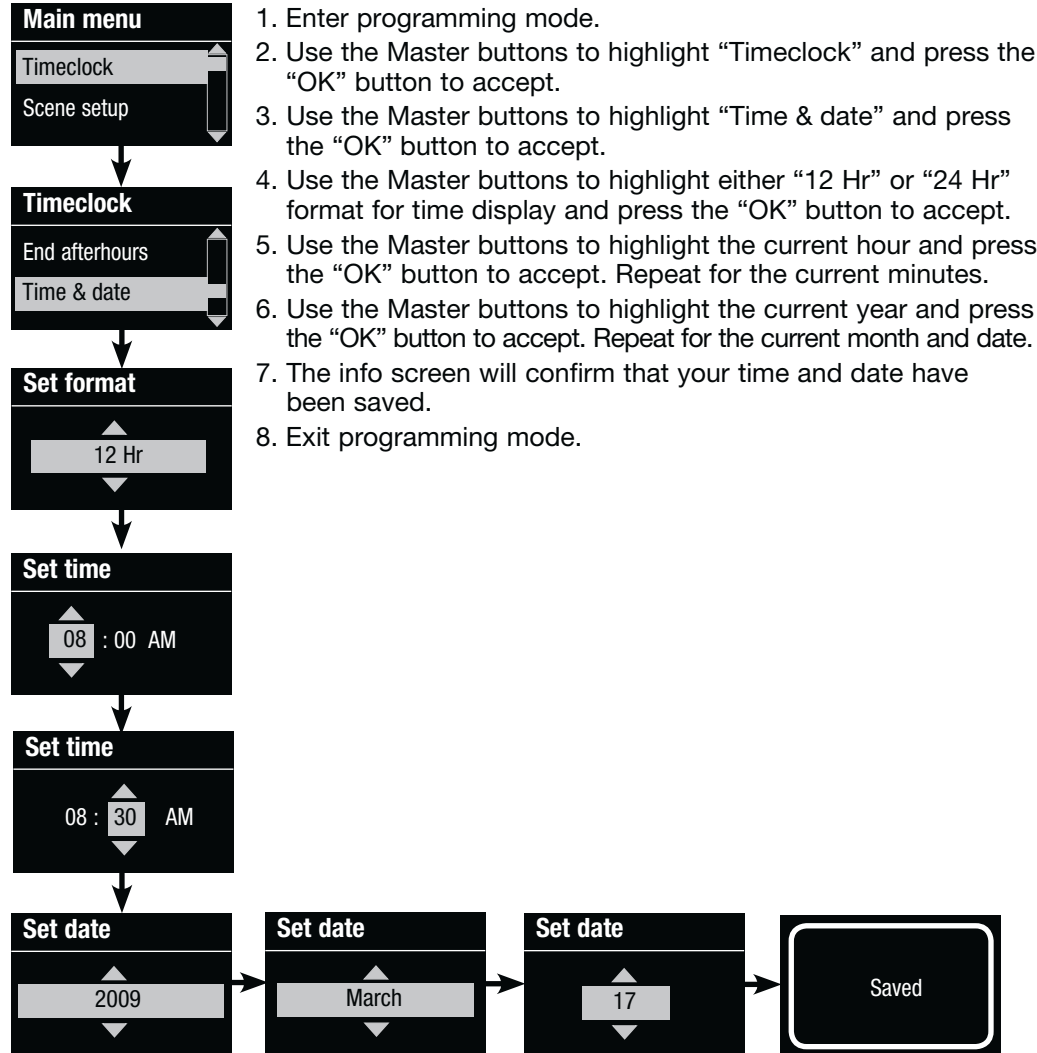 Main menu
Timeclock
Scene setup
Timeclock
End afterhours
Time & date
Set format
12 Hr
Set time
08 : 00 AM
Set time
08 : 30 AM
Set date
2009
Set date
March
Set date
17
Saved
1. Enter programming mode.
2. Use the Master buttons to highlight “Timeclock” and press the
“OK” button to accept.
3. Use the Master buttons to highlight “Time & date” and press
the “OK” button to accept.
4. Use the Master buttons to highlight either “12 Hr” or “24 Hr”
format for time display and press the “OK” button to accept.
5. Use the Master buttons to highlight the current hour and press
the “OK” button to accept. Repeat for the current minutes.
6. Use the Master buttons to highlight the current year and press
the “OK” button to accept. Repeat for the current month and date.
7. The info screen will confirm that your time and date have
been saved.
8. Exit programming mode.